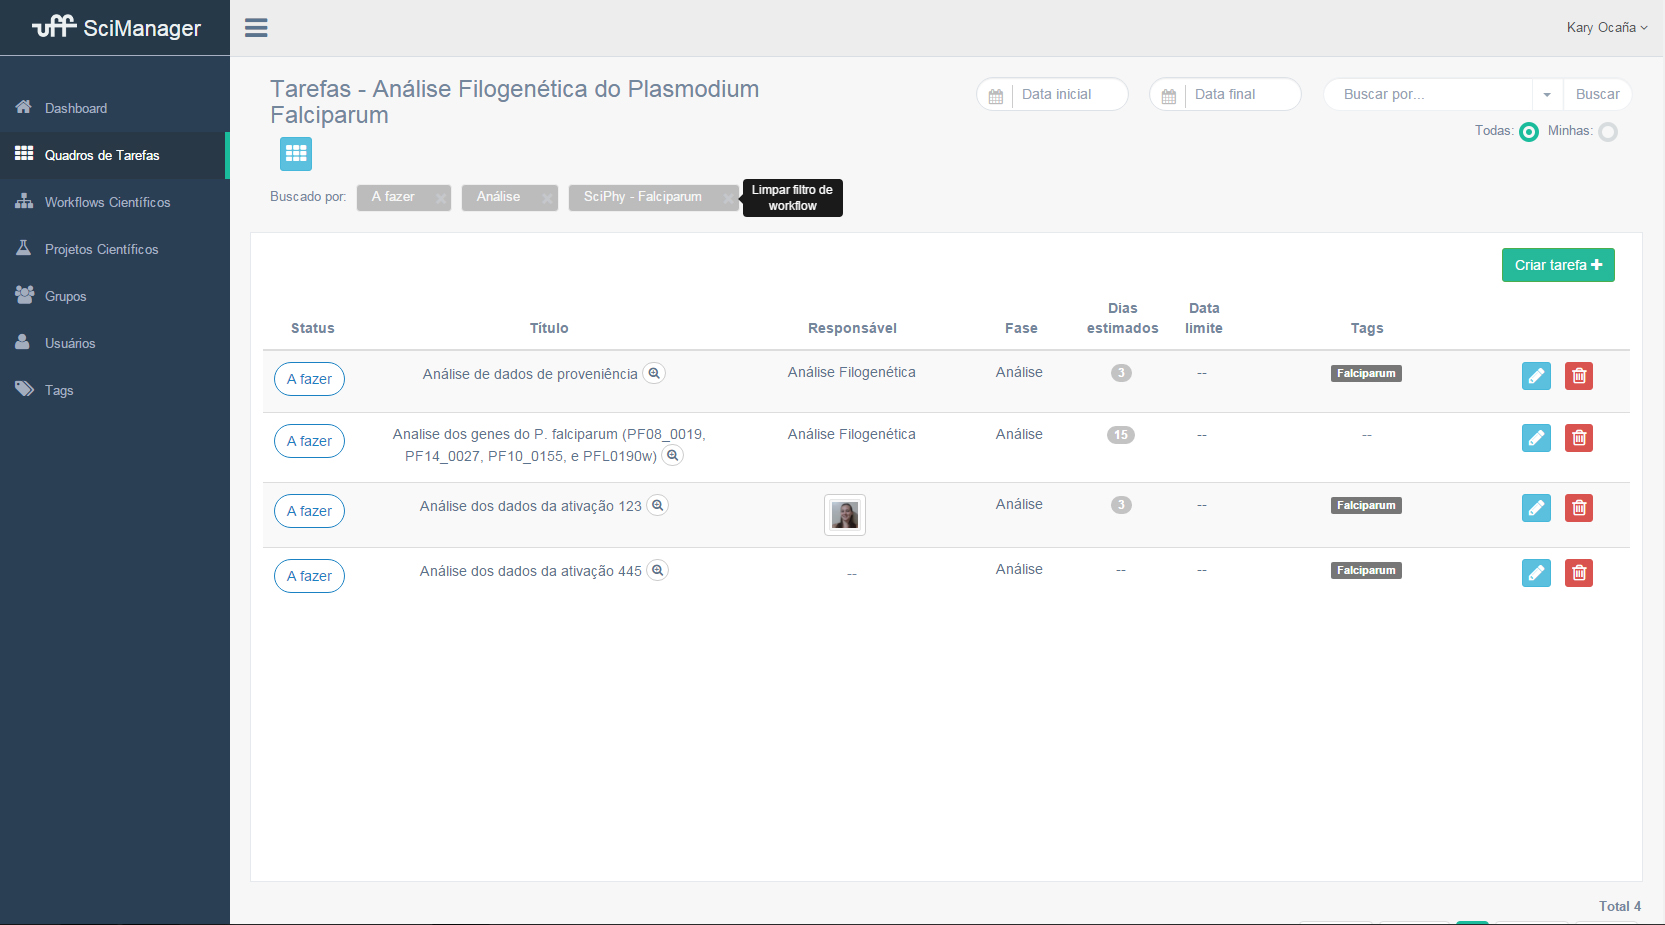 uff SciManager
Kary Ocaña
Dashboard
Quadros de Tarefas
Workflows Científicos
Projetos Científicos
Grupos
Usuários
Tags
Tarefas - Análise Filogenética do Plasmodium
Falciparum
Data inicial
Data final
Buscar por...
Buscar
Todas:
Minhas:
Buscado por:
A fazer
Análise
SciPhy - Falciparum
Limpar filtro de
workflow
Criar tarefa
Status
Título
Responsável
Fase
Dias
estimados
Data
limite
Tags
A fazer
Análise de dados de proveniência
Análise Filogenética
Análise
3
--
Falciparum
A fazer
Analise dos genes do P. falciparum (PF08_0019,
PF14_0027, PF10_0155, e PFL0190w)
Análise Filogenética
Análise
15
--
--
A fazer
Análise dos dados da ativação 123
Análise
3
--
Falciparum
A fazer
Análise dos dados da ativação 445
--
Análise
--
--
Falciparum
Total 4